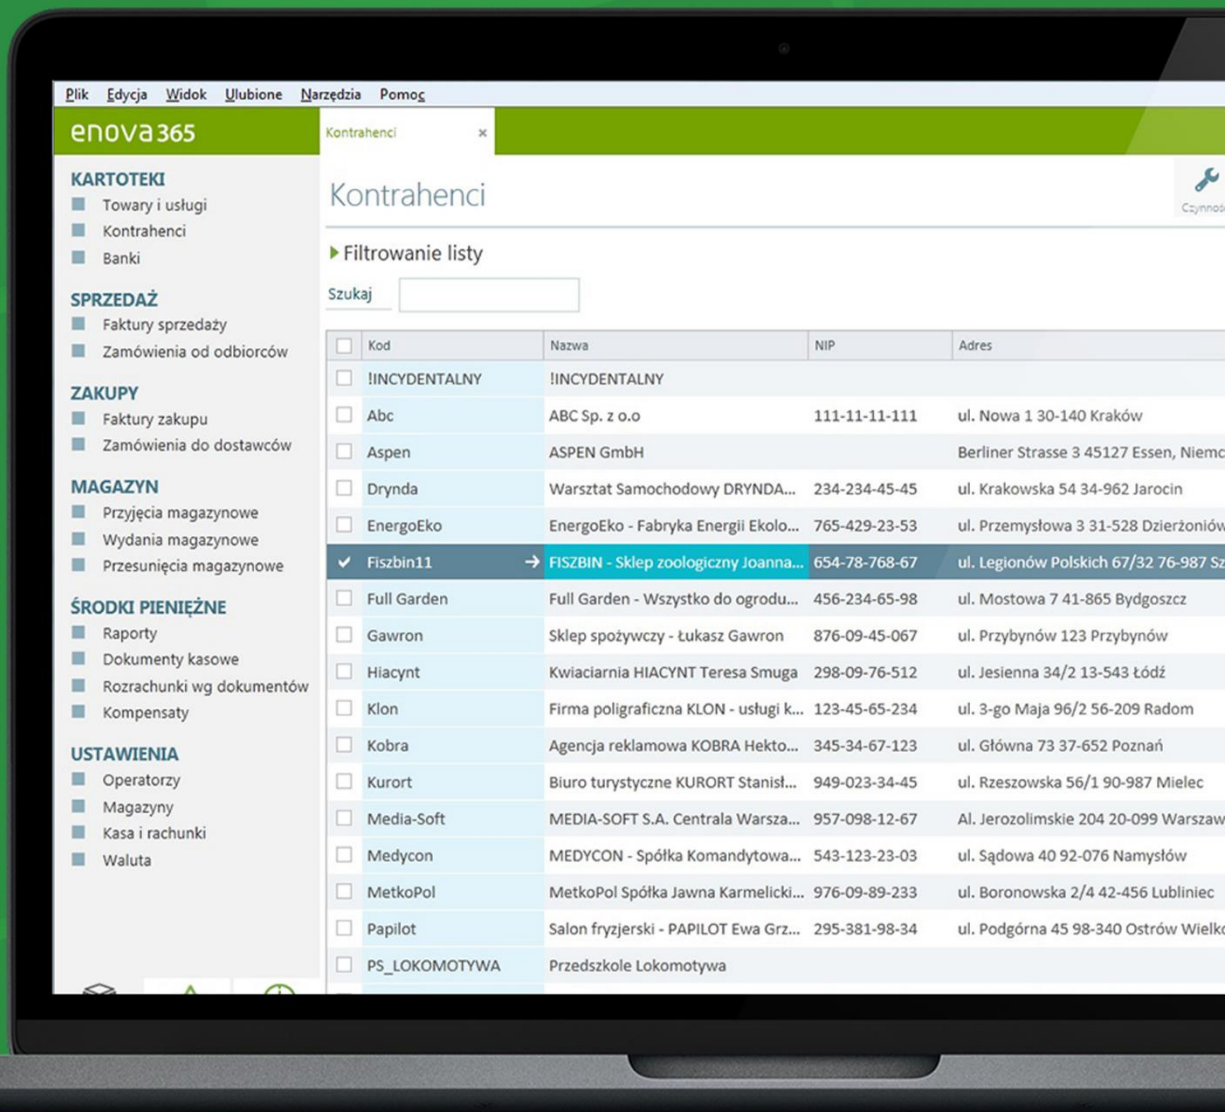 Plik Edycja Widok Ulubione Narzędzia Pomoc
enova365
Kontrahenci ×
KARTOTEKI
Towary i usługi
Kontrahenci
Banki
SPRZEDAŻ
Faktury sprzedaży
Zamówienia od odbiorców
ZAKUPY
Faktury zakupu
Zamówienia do dostawców
MAGAZYN
Przyjęcia magazynowe
Wydania magazynowe
Przesunięcia magazynowe
ŚRODKI PIENIĘŻNE
Raporty
Dokumenty kasowe
Rozrachunki wg dokumentów
Kompensaty
USTAWIENIA
Operatorzy
Magazyny
Kasa i rachunki
Waluta
Kontrahenci
Filtrowanie listy
Szukaj
Kod Nazwa NIP Adres
!INCYDENTALNY !INCYDENTALNY
Abc ABC Sp. z o.o 111-11-11-111 ul. Nowa 1 30-140 Kraków
Aspen ASPEN GmbH Berliner Strasse 3 45127 Essen, Niemc
Drynda Warsztat Samochodowy DRYNDA... 234-234-45-45 ul. Krakowska 54 34-962 Jarocin
EnergoEko EnergoEko - Fabryka Energii Ekolo... 765-429-23-53 ul. Przemysłowa 3 31-528 Dzierżoniów
Fiszbin11 FISZBIN - Sklep zoologiczny Joanna... 654-78-768-67 ul. Legionów Polskich 67/32 76-987 Sz
Full Garden Full Garden - Wszystko do ogrodu... 456-234-65-98 ul. Mostowa 7 41-865 Bydgoszcz
Gawron Sklep spożywczy - Łukasz Gawron 876-09-45-067 ul. Przybynów 123 Przybynów
Hiacynt Kwiaciarnia HIACYNT Teresa Smuga 298-09-76-512 ul. Jesienna 34/2 13-543 Łódź
Klon Firma poligraficzna KLON - usługi k... 123-45-65-234 ul. 3-go Maja 96/2 56-209 Radom
Kobra Agencja reklamowa KOBRA Hekto... 345-34-67-123 ul. Główna 73 37-652 Poznań
Kurort Biuro turystyczne KURORT Stanisł... 949-023-34-45 ul. Rzeszowska 56/1 90-987 Mielec
Media-Soft MEDIA-SOFT S.A. Centrala Warsza... 957-098-12-67 Al. Jerozolimskie 204 20-099 Warszaw
Medycon MEDYCON - Spółka Komandytowa... 543-123-23-03 ul. Sądowa 40 92-076 Namysłów
MetkoPol MetkoPol Spółka Jawna Karmelicki... 976-09-89-233 ul. Boronowska 2/4 42-456 Lubliniec
Papilot Salon fryzjerski - PAPILOT Ewa Grz... 295-381-98-34 ul. Podgórna 45 98-340 Ostrów Wielko
PS_LOKOMOTYWA Przedszkole Lokomotywa